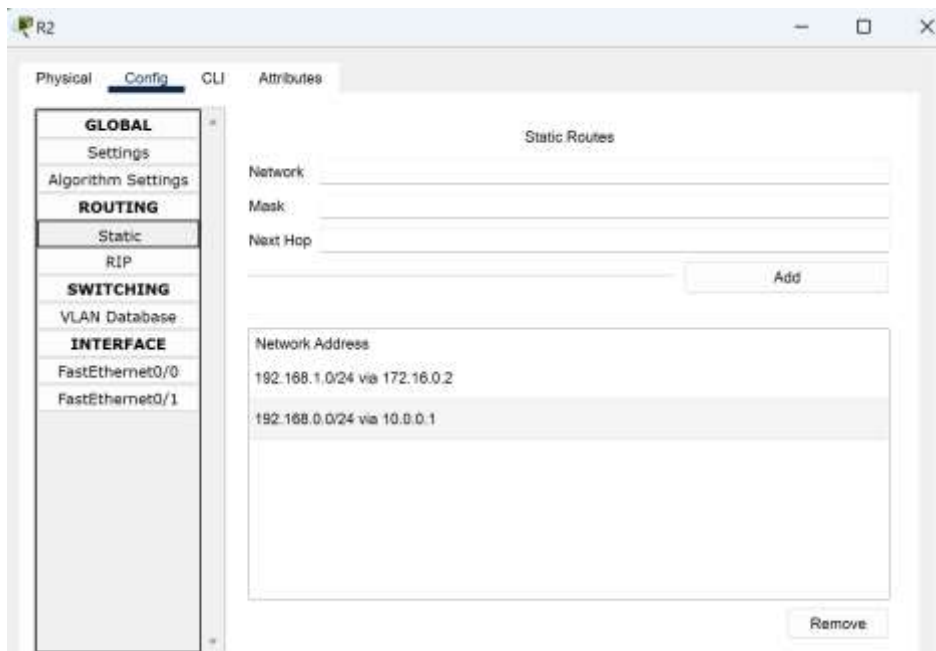 R2
Physical Config CLI Attributes
GLOBAL
Settings
Algorithm Settings
ROUTING
Static
RIP
SWITCHING
VLAN Database
INTERFACE
FastEthernet0/0
FastEthernet0/1
Static Routes
Network
Mask
Next Hop
Add
Network Address
192.168.1.0/24 via 172.16.0.2
192.168.0.0/24 via 10.0.0.1
Remove